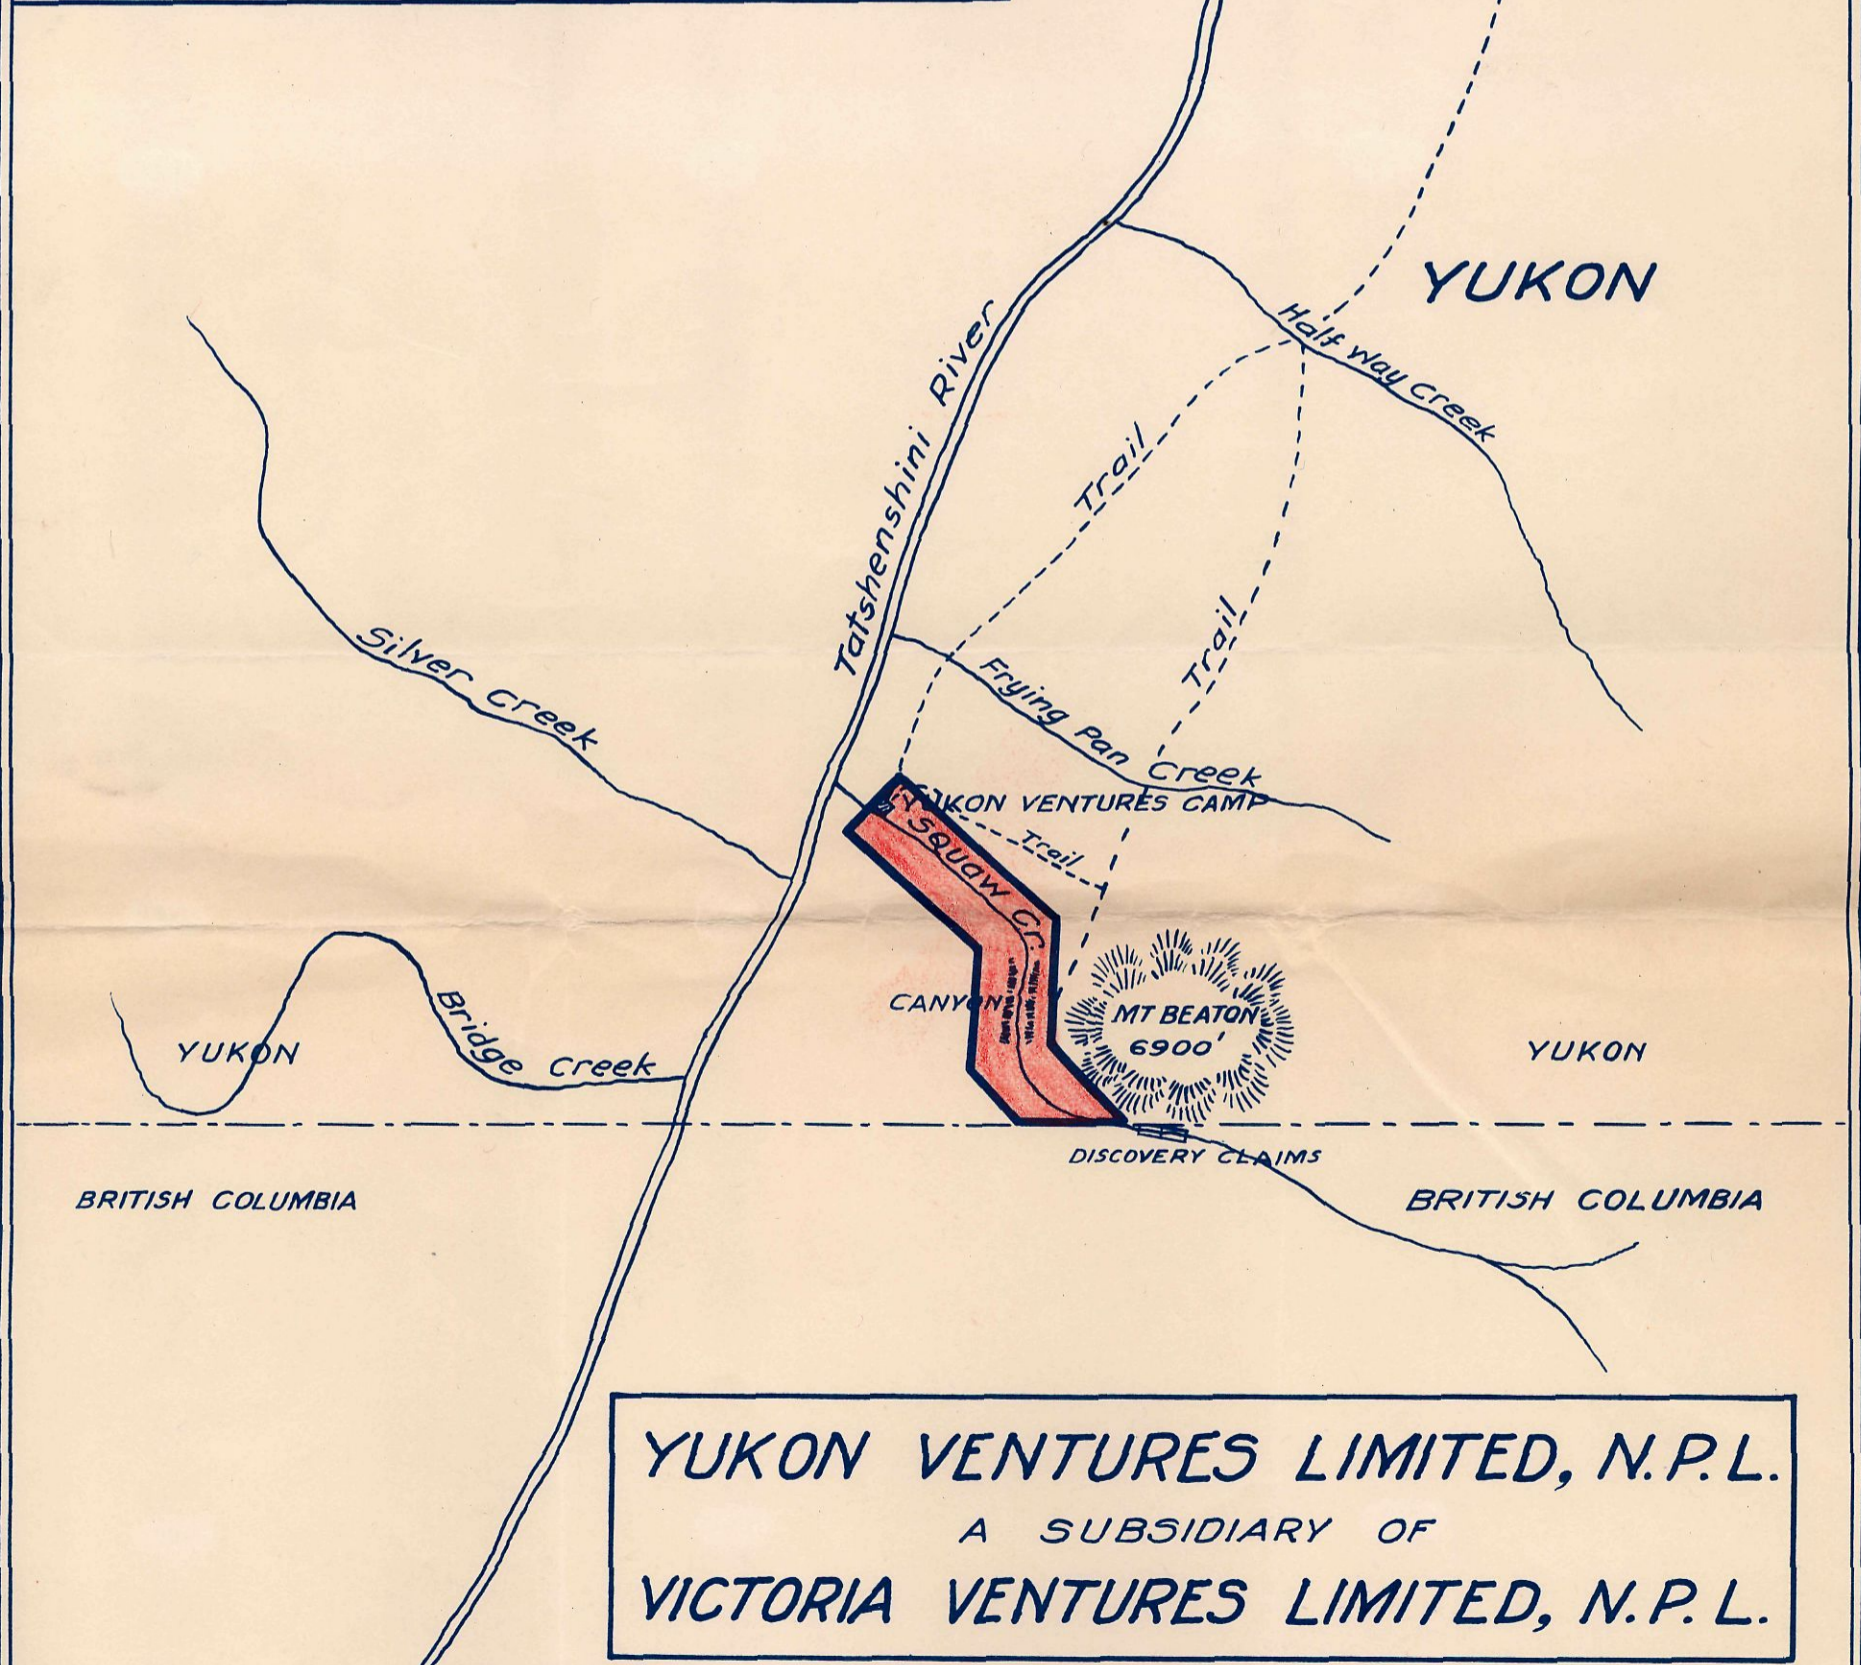 YUKON
Half Way Creek
Tatshenshini River
Trail
Trail
Silver Creek
Frying Pan Creek
YUKON VENTURES CAMP
Trail
SQUAW Cr.
CANYON
MT BEATON
6900'
Bridge Creek
YUKON
YUKON
DISCOVERY CLAIMS
BRITISH COLUMBIA
BRITISH COLUMBIA
YUKON VENTURES LIMITED, N.P.L.
A SUBSIDIARY OF
VICTORIA VENTURES LIMITED, N.P.L.